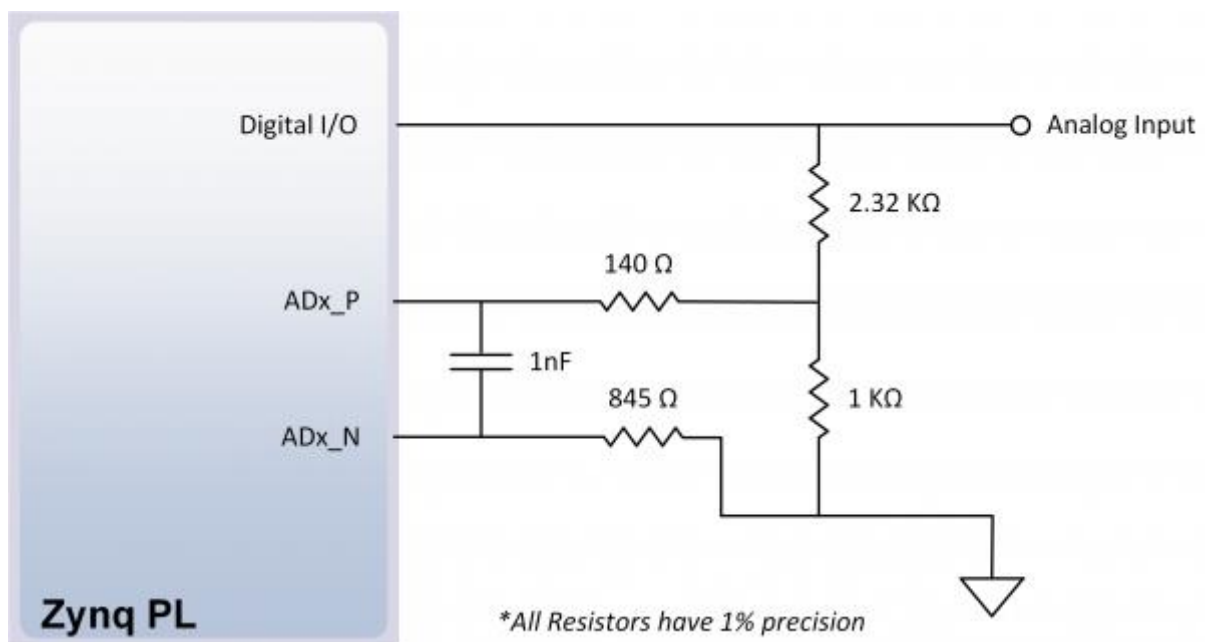 Digital I/O
Analog Input
2.32 KΩ
140 Ω
ADx_P
1nF
845 Ω
1 KΩ
ADx_N
Zynq PL
*All Resistors have 1% precision